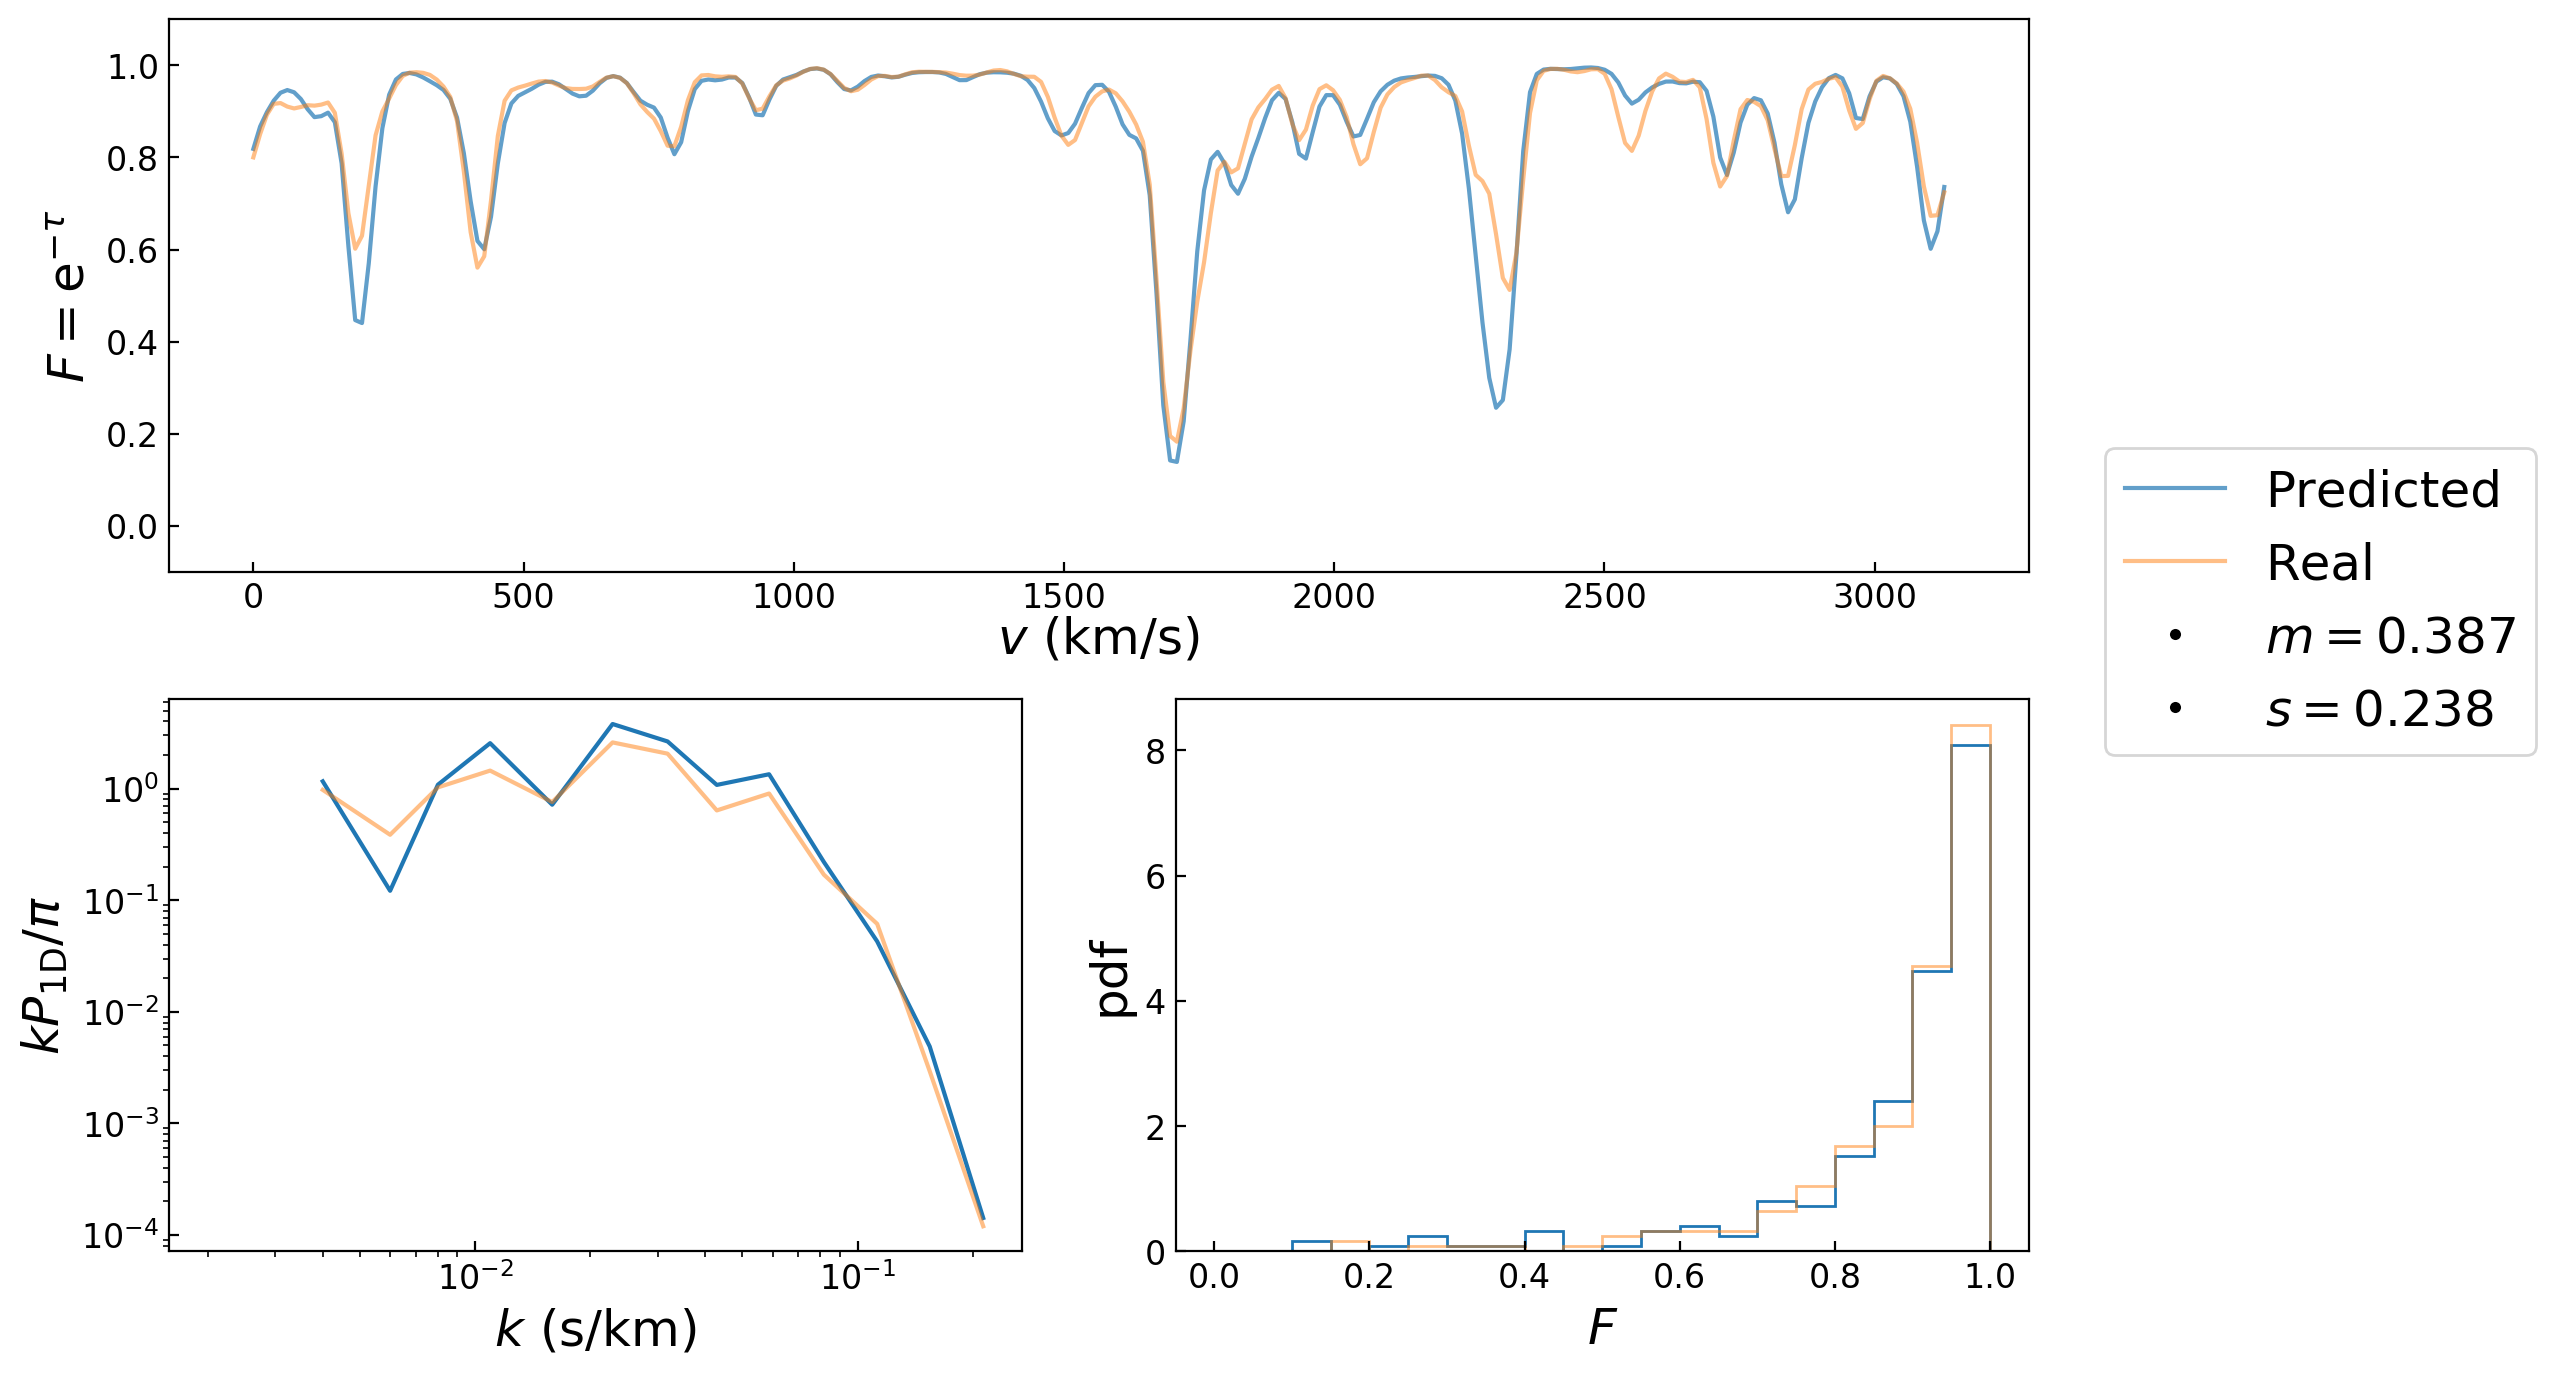 F = e^{−τ}
1.0
0.8
0.6
0.4
0.2
0.0
0 500 1000 1500 2000 2500 3000
v (km/s)
Predicted
Real
m = 0.387
s = 0.238
kP_{1D}/π
10^0
10^{−1}
10^{−2}
10^{−3}
10^{−4}
10^{−2} 10^{−1}
k (s/km)
pdf
8
6
4
2
0
0.0 0.2 0.4 0.6 0.8 1.0
F